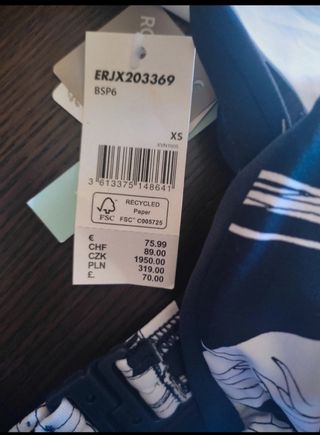 RO
ERJX203369
BSP6
XS
3 613375 148641
FSC
RECYCLED
Paper
FSC® C005725
€ 75.99
CHF 89.00
CZK 1950.00
PLN 319.00
£. 70.00